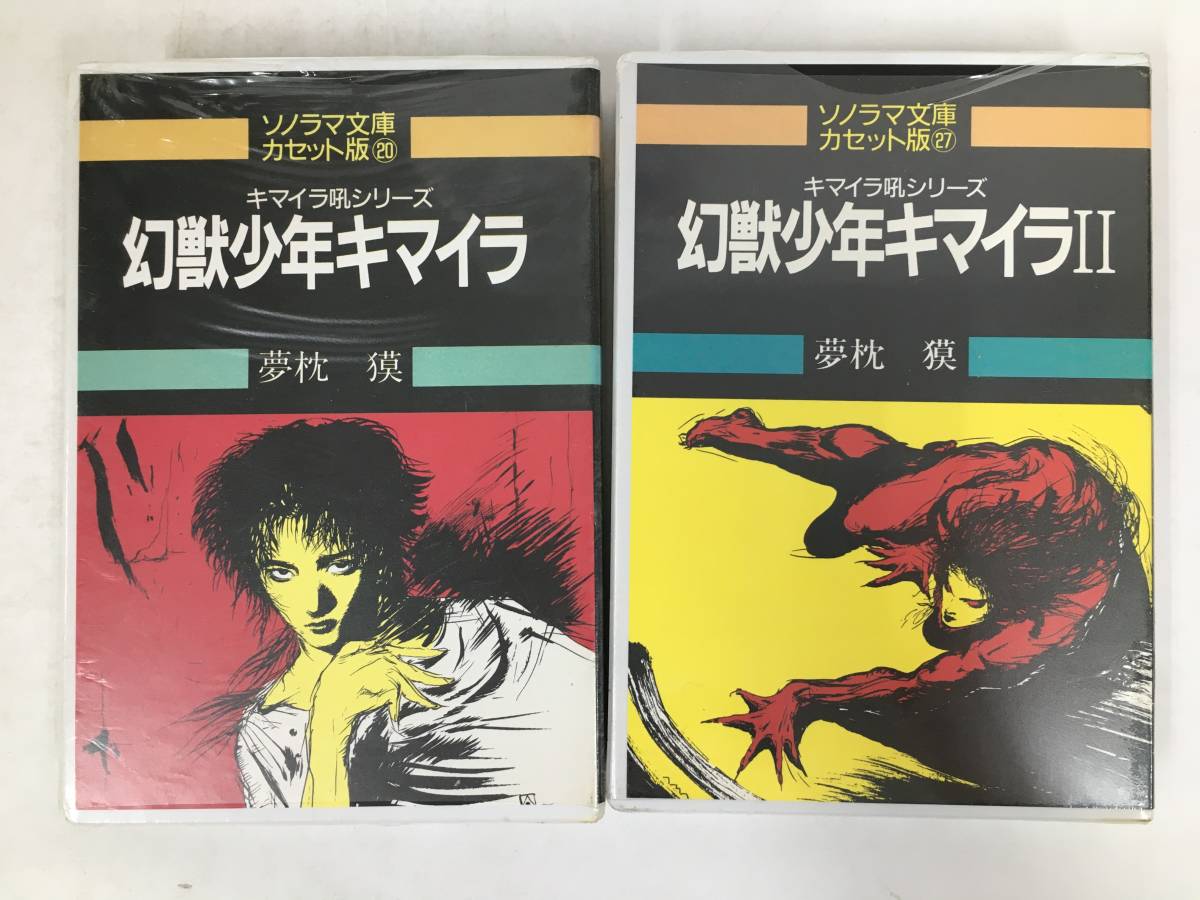 ソノラマ文庫
カセット版⑳
キマイラ吼シリーズ
幻獣少年キマイラ
夢枕 獏
ソノラマ文庫
カセット版㉗
キマイラ吼シリーズ
幻獣少年キマイラII
夢枕 獏